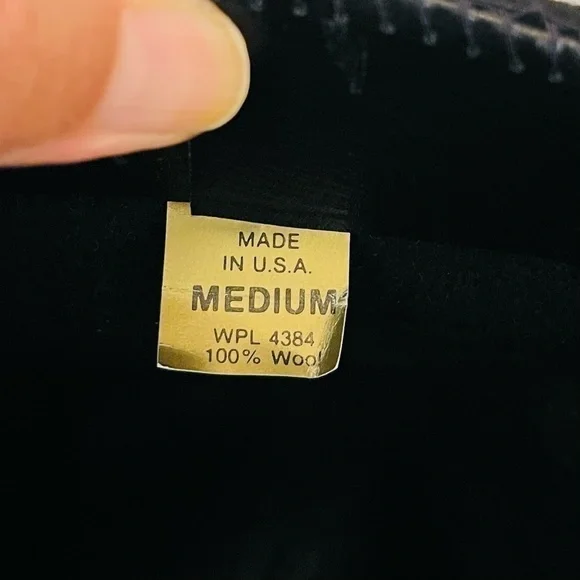 MADE
IN U.S.A.
MEDIUM
WPL 4384
100% Wool